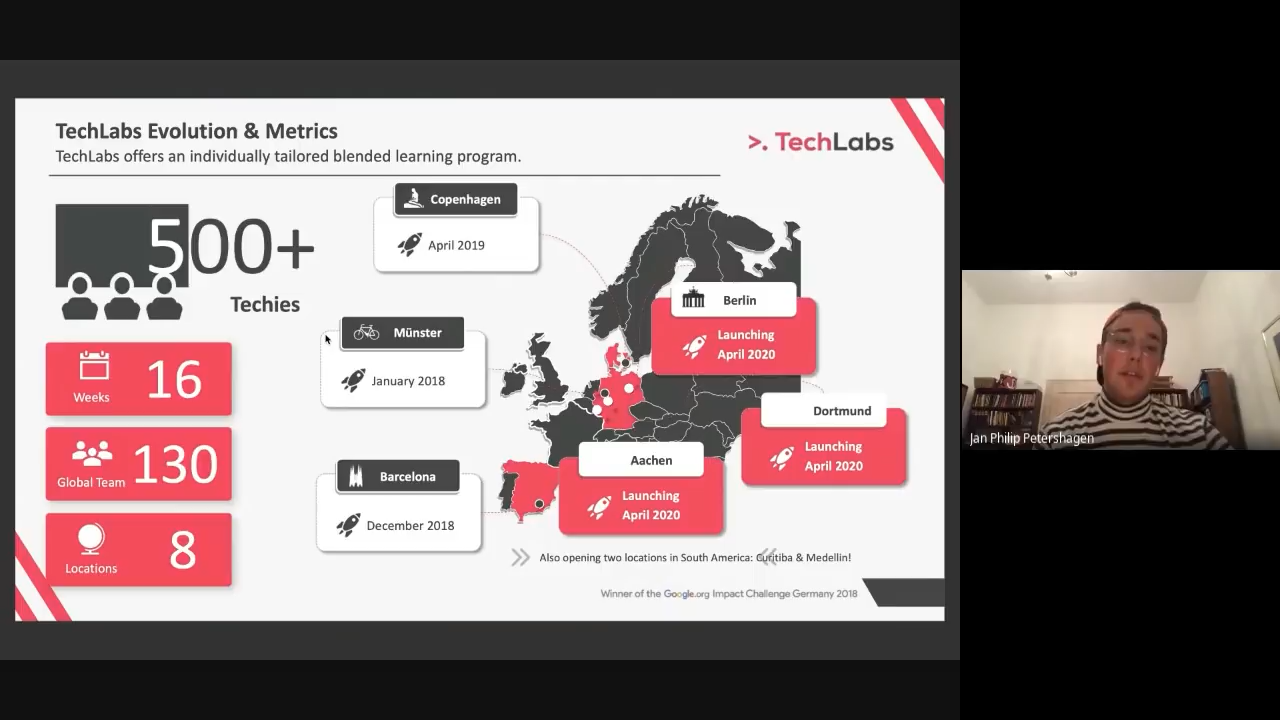 TechLabs Evolution & Metrics
TechLabs offers an individually tailored blended learning program.
>. TechLabs
500+
Techies
16
Weeks
130
Global Team
8
Locations
Copenhagen
April 2019
Münster
January 2018
Barcelona
December 2018
Berlin
Launching
April 2020
Dortmund
Launching
April 2020
Aachen
Launching
April 2020
Also opening two locations in South America: Curitiba & Medellin!
Winner of the Google.org Impact Challenge Germany 2018
Jan Philip Petershagen